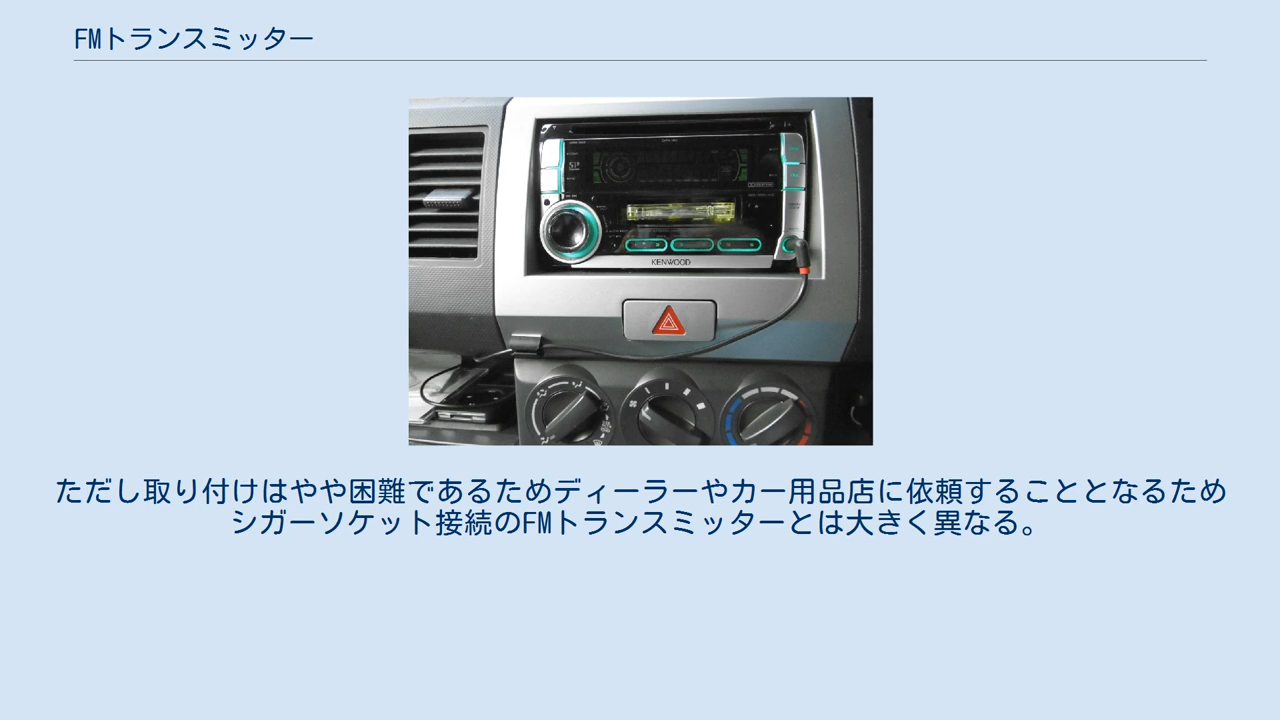 FMトランスミッター
KENWOOD
ただし取り付けはやや困難であるためディーラーやカー用品店に依頼することとなるため
シガーソケット接続のFMトランスミッターとは大きく異なる。